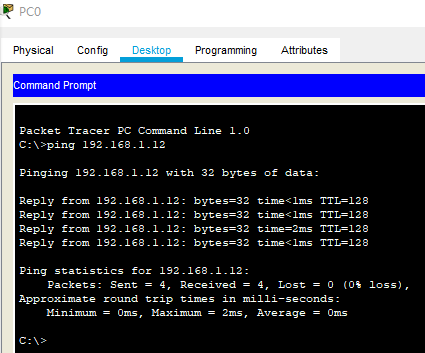 PC0
Physical Config Desktop Programming Attributes
Command Prompt
Packet Tracer PC Command Line 1.0
C:\>ping 192.168.1.12
Pinging 192.168.1.12 with 32 bytes of data:
Reply from 192.168.1.12: bytes=32 time<1ms TTL=128
Reply from 192.168.1.12: bytes=32 time<1ms TTL=128
Reply from 192.168.1.12: bytes=32 time=2ms TTL=128
Reply from 192.168.1.12: bytes=32 time<1ms TTL=128
Ping statistics for 192.168.1.12:
Packets: Sent = 4, Received = 4, Lost = 0 (0% loss),
Approximate round trip times in milli-seconds:
Minimum = 0ms, Maximum = 2ms, Average = 0ms
C:\>